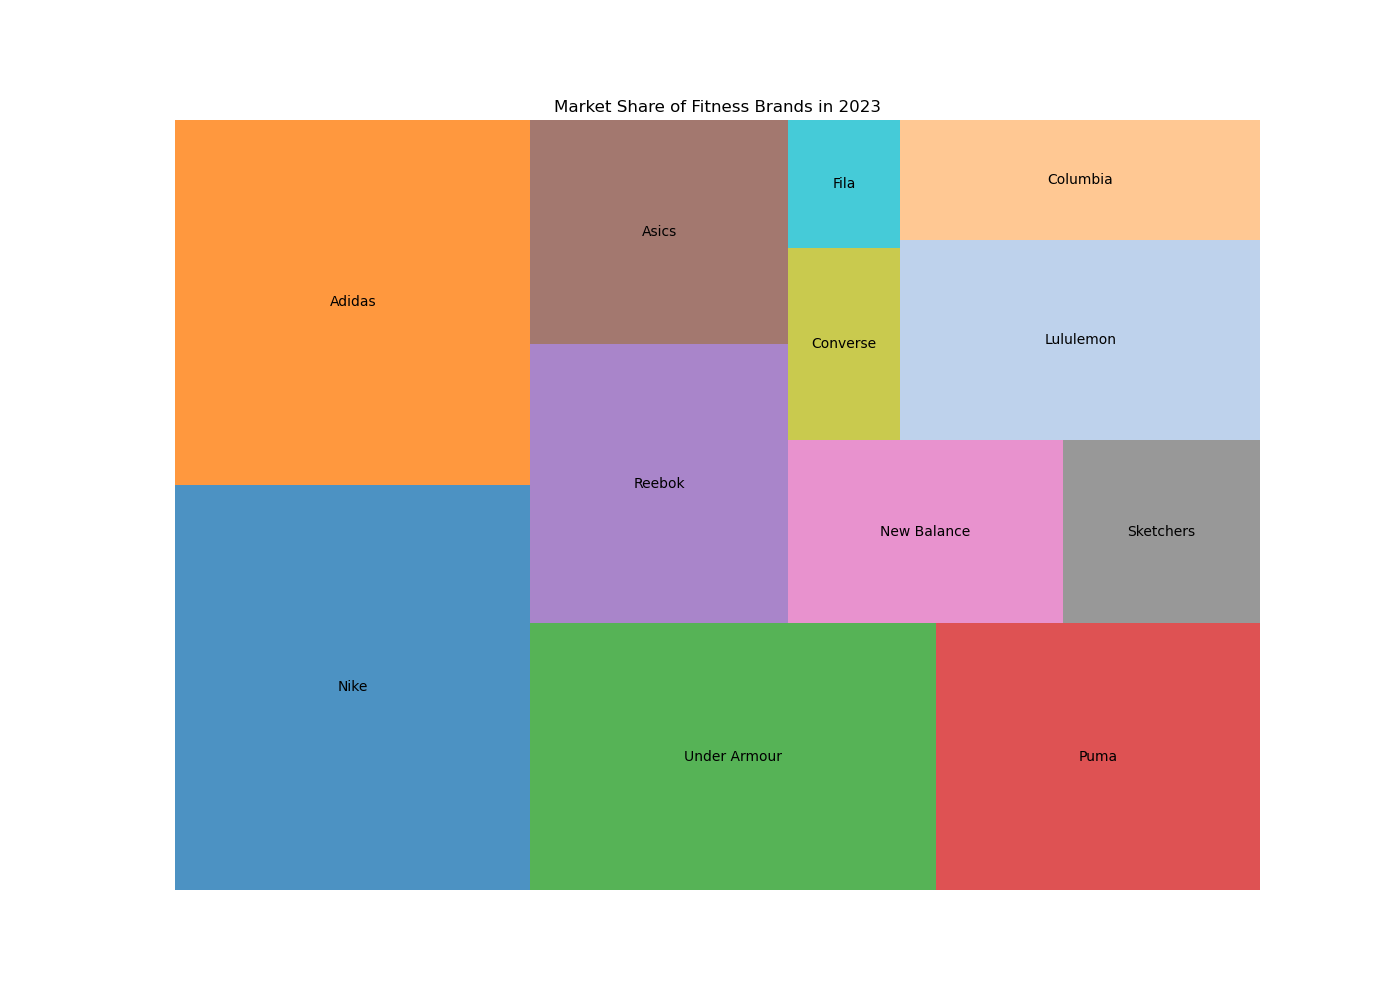 Market Share of Fitness Brands in 2023
Fila
Columbia
Asics
Adidas
Converse
Lululemon
Reebok
New Balance
Sketchers
Nike
Under Armour
Puma